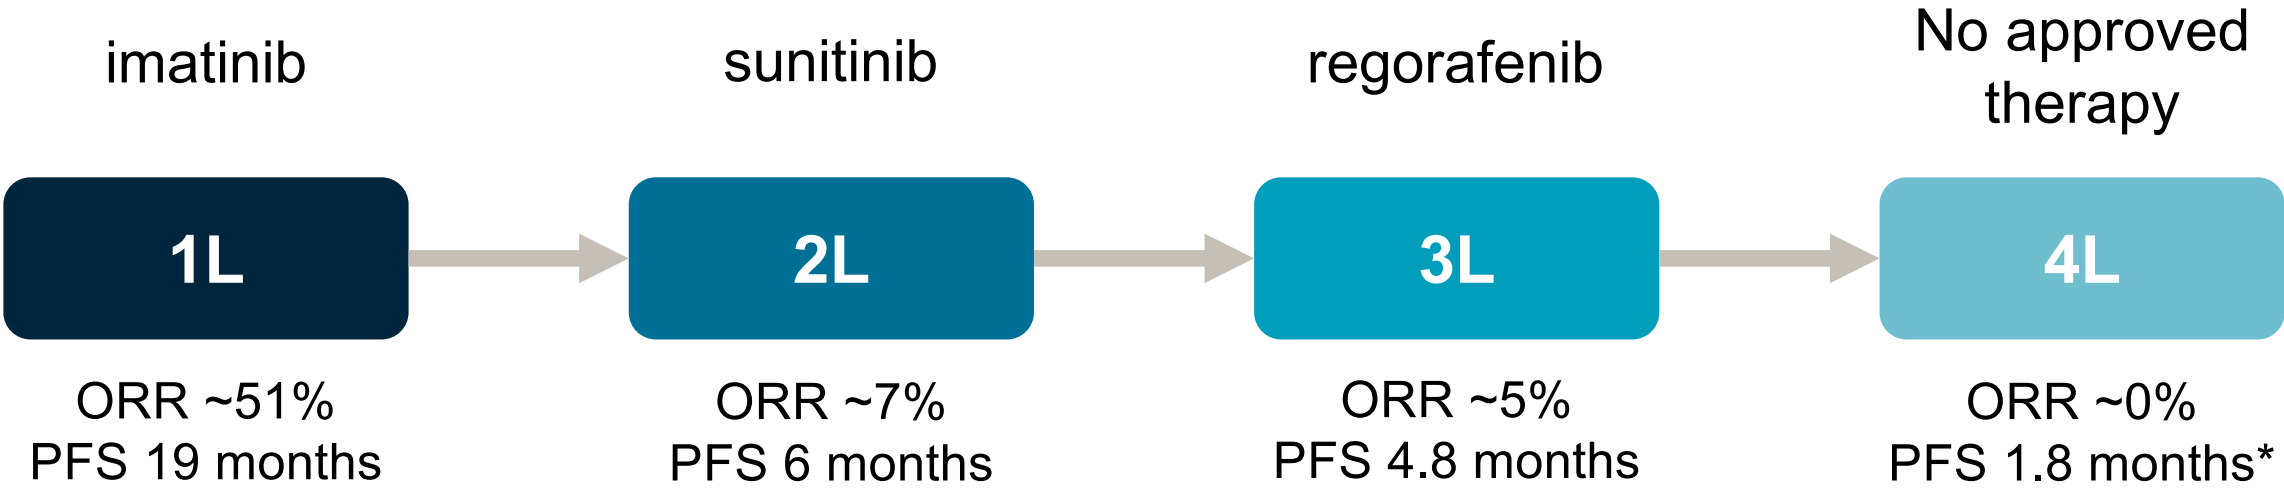 imatinib
sunitinib
regorafenib
No approved
therapy
1L
2L
3L
4L
ORR ~51%
PFS 19 months
ORR ~7%
PFS 6 months
ORR ~5%
PFS 4.8 months
ORR ~0%
PFS 1.8 months*